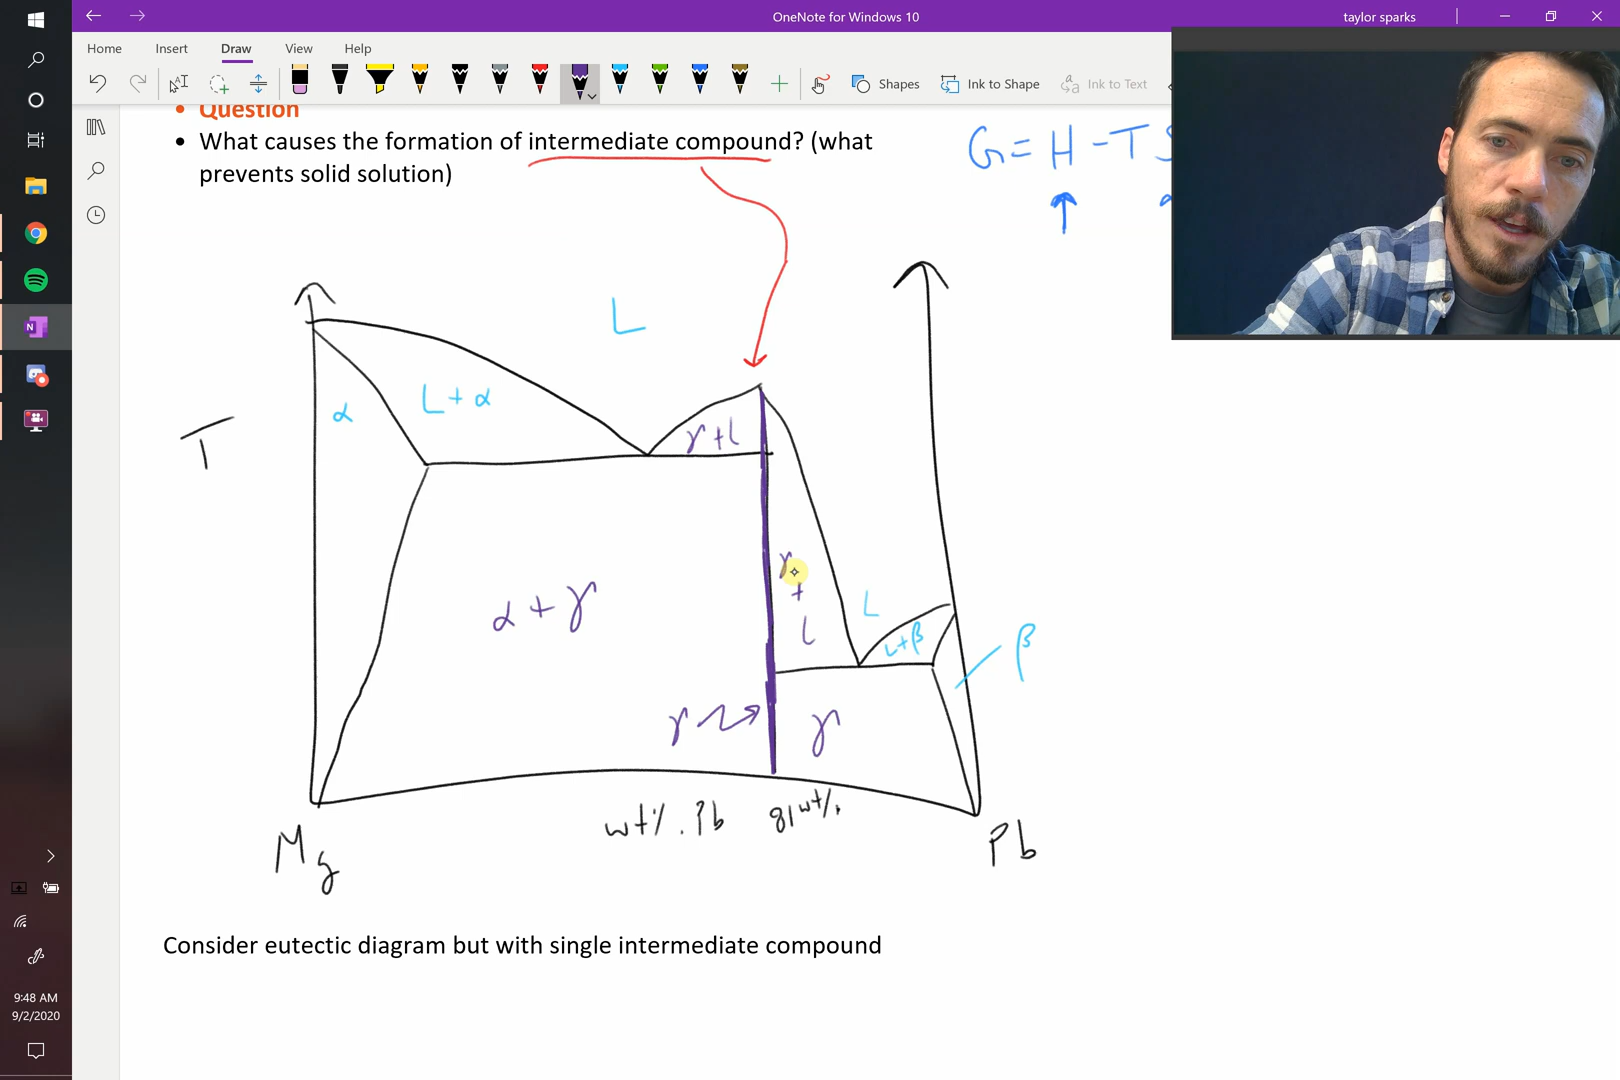 OneNote for Windows 10
taylor sparks
Home Insert Draw View Help
Shapes Ink to Shape Ink to Text
• Question
• What causes the formation of intermediate compound? (what
prevents solid solution)
G = H - T S
L
T
α
L + α
γ + l
γ
+
l
α + γ
L
L+β
β
γ
γ
Mg
wt%. Pb
81wt%
Pb
Consider eutectic diagram but with single intermediate compound
9:48 AM
9/2/2020